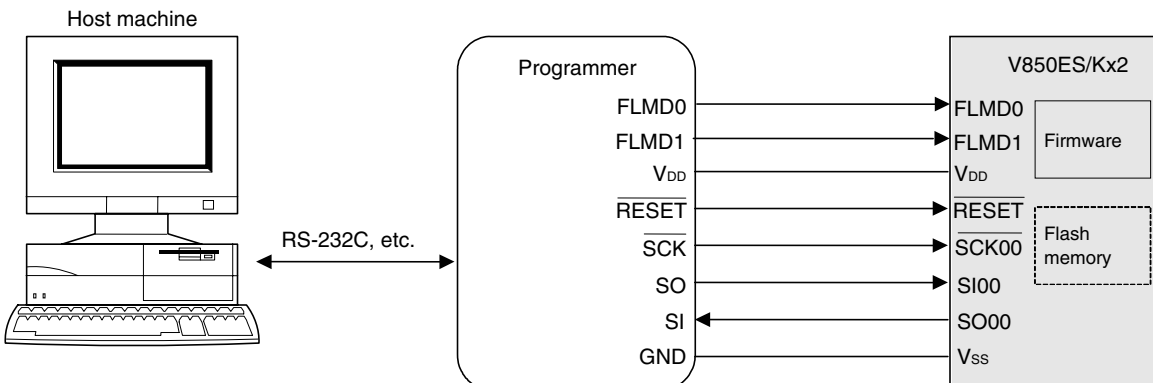 Host machine
RS-232C, etc.
Programmer
FLMD0
FLMD1
VDD
RESET
SCK
SO
SI
GND
V850ES/Kx2
FLMD0
FLMD1
VDD
RESET
SCK00
SI00
SO00
VSS
Firmware
Flash
memory